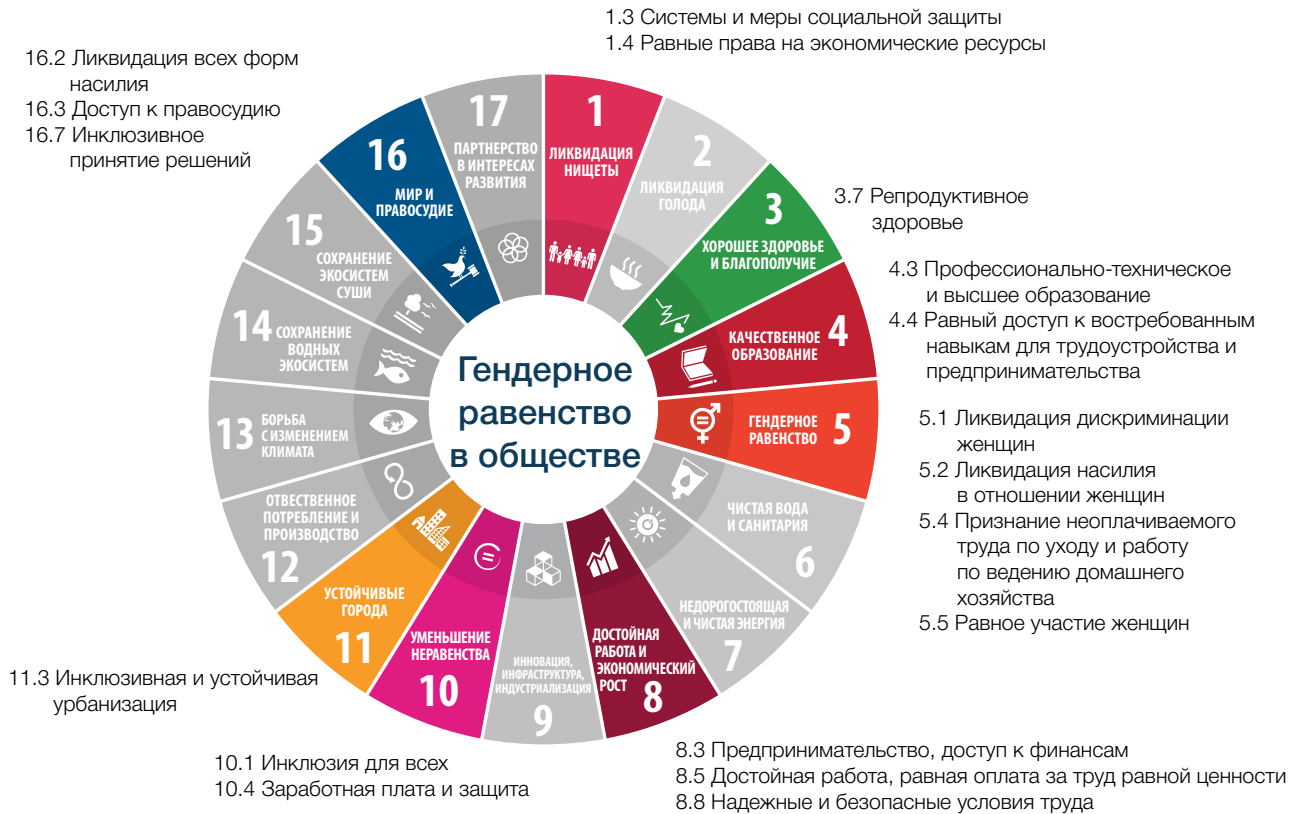 1.3 Системы и меры социальной защиты
1.4 Равные права на экономические ресурсы
16.2 Ликвидация всех форм
насилия
16.3 Доступ к правосудию
16.7 Инклюзивное
принятие решений
3.7 Репродуктивное
здоровье
4.3 Профессионально-техническое
и высшее образование
4.4 Равный доступ к востребованным
навыкам для трудоустройства и
предпринимательства
5.1 Ликвидация дискриминации
женщин
5.2 Ликвидация насилия
в отношении женщин
5.4 Признание неоплачиваемого
труда по уходу и работу
по ведению домашнего
хозяйства
5.5 Равное участие женщин
8.3 Предпринимательство, доступ к финансам
8.5 Достойная работа, равная оплата за труд равной ценности
8.8 Надежные и безопасные условия труда
10.1 Инклюзия для всех
10.4 Заработная плата и защита
11.3 Инклюзивная и устойчивая
урбанизация
Гендерное
равенство
в обществе
1
ЛИКВИДАЦИЯ
НИЩЕТЫ
2
ЛИКВИДАЦИЯ
ГОЛОДА
3
ХОРОШЕЕ ЗДОРОВЬЕ
И БЛАГОПОЛУЧИЕ
4
КАЧЕСТВЕННОЕ
ОБРАЗОВАНИЕ
5
ГЕНДЕРНОЕ
РАВЕНСТВО
ЧИСТАЯ ВОДА
И САНИТАРИЯ
6
НЕДОРОГОСТОЯЩАЯ
И ЧИСТАЯ ЭНЕРГИЯ
7
ДОСТОЙНАЯ
РАБОТА И
ЭКОНОМИЧЕСКИЙ
РОСТ
8
ИННОВАЦИЯ,
ИНФРАСТРУКТУРА,
ИНДУСТРИАЛИЗАЦИЯ
9
УМЕНЬШЕНИЕ
НЕРАВЕНСТВА
10
УСТОЙЧИВЫЕ
ГОРОДА
11
ОТВЕСТВЕННОЕ
ПОТРЕБЛЕНИЕ И
ПРОИЗВОДСТВО
12
13
БОРЬБА
С ИЗМЕНЕНИЕМ
КЛИМАТА
14
СОХРАНЕНИЕ
ВОДНЫХ
ЭКОСИСТЕМ
15
СОХРАНЕНИЕ
ЭКОСИСТЕМ
СУШИ
16
МИР И
ПРАВОСУДИЕ
17
ПАРТНЕРСТВО
В ИНТЕРЕСАХ
РАЗВИТИЯ